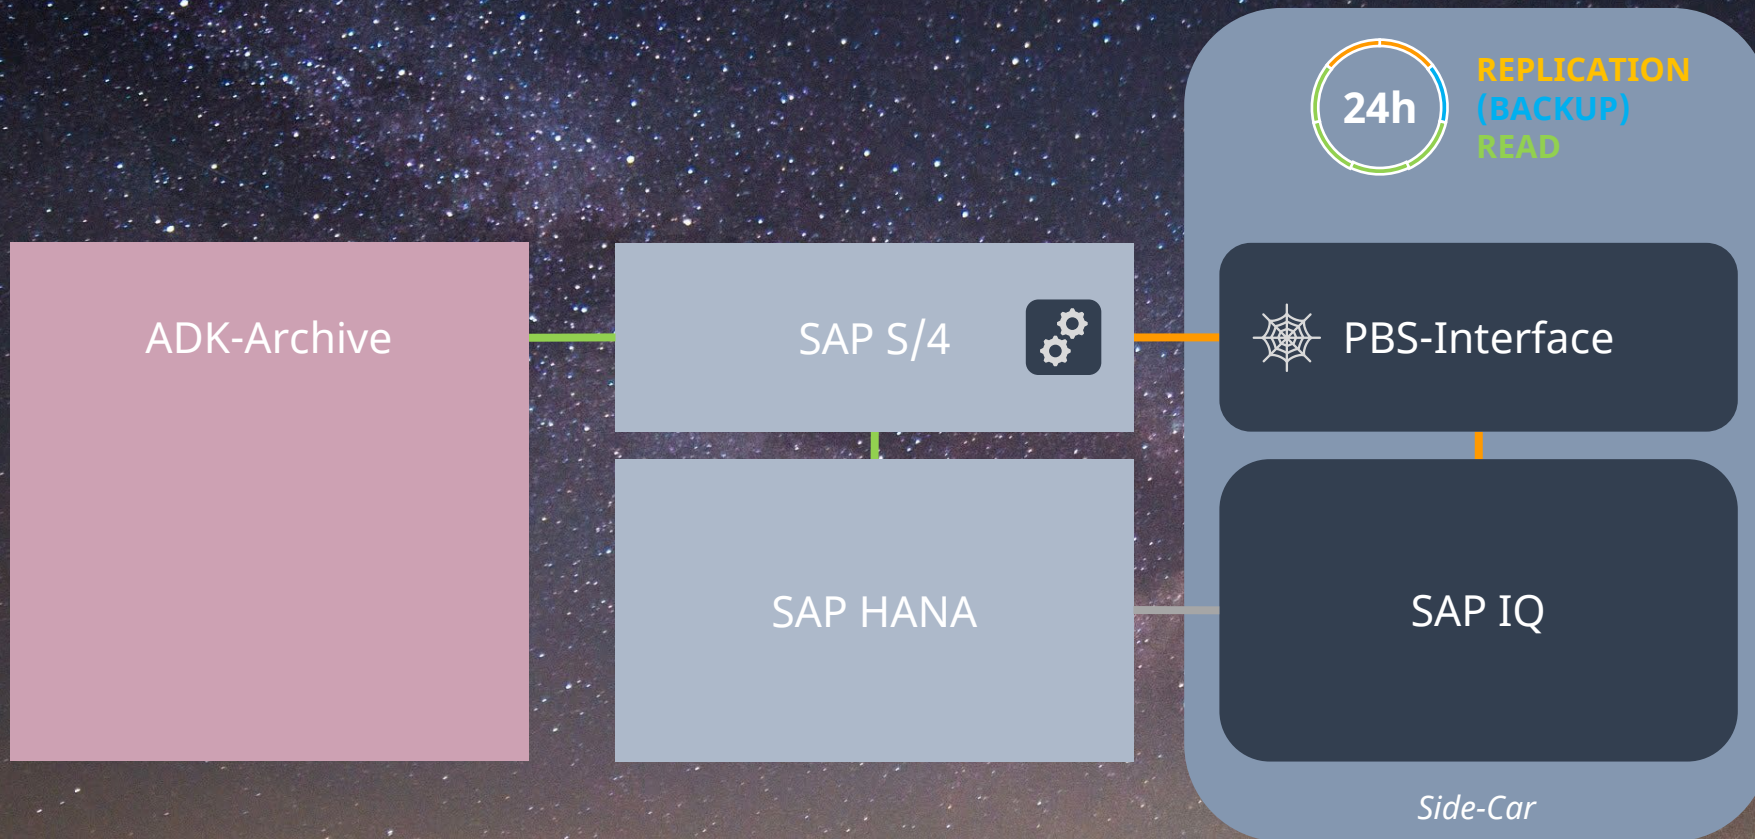 24h
REPLICATION
(BACKUP)
READ
ADK-Archive
SAP S/4
PBS-Interface
SAP HANA
SAP IQ
Side-Car